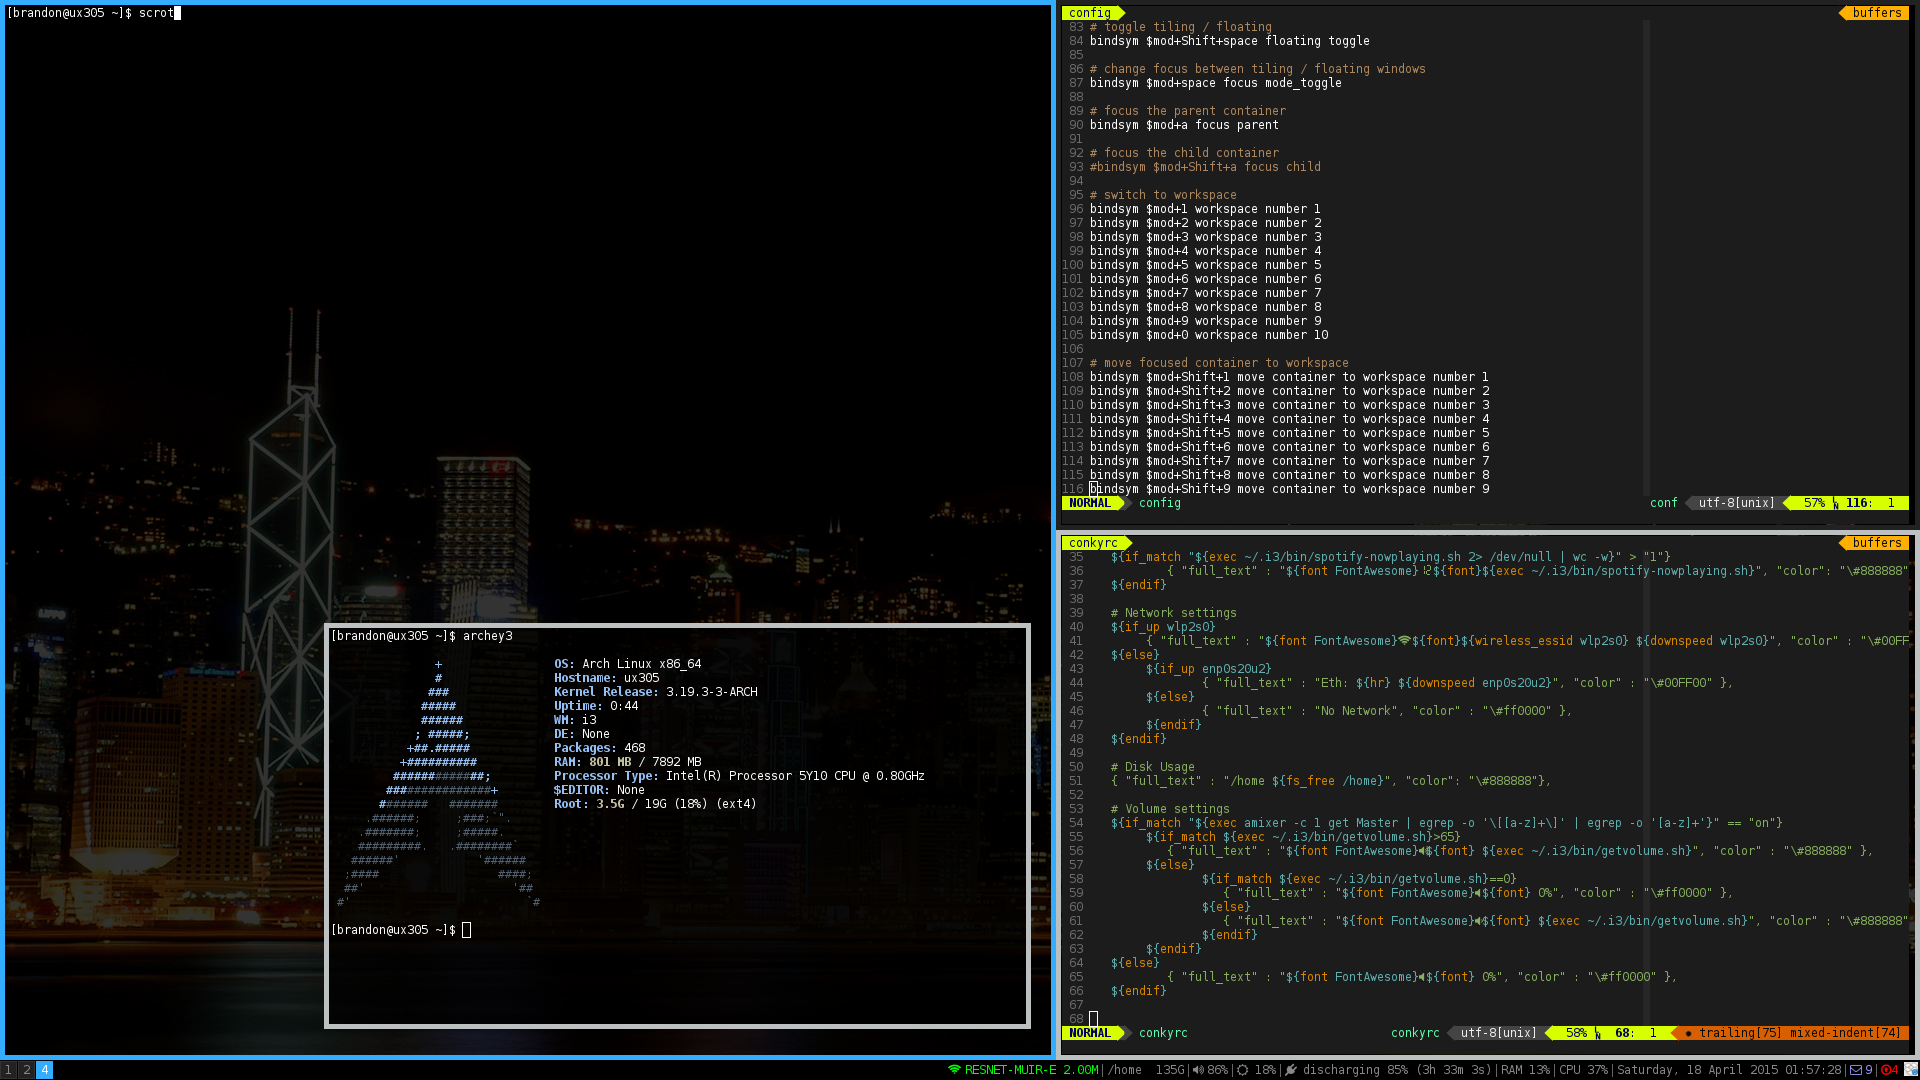 [brandon@ux305 ~]$ scrot
config
buffers
83 # toggle tiling / floating
84 bindsym $mod+Shift+space floating toggle
85
86 # change focus between tiling / floating windows
87 bindsym $mod+space focus mode_toggle
88
89 # focus the parent container
90 bindsym $mod+a focus parent
91
92 # focus the child container
93 #bindsym $mod+Shift+a focus child
94
95 # switch to workspace
96 bindsym $mod+1 workspace number 1
97 bindsym $mod+2 workspace number 2
98 bindsym $mod+3 workspace number 3
99 bindsym $mod+4 workspace number 4
100 bindsym $mod+5 workspace number 5
101 bindsym $mod+6 workspace number 6
102 bindsym $mod+7 workspace number 7
103 bindsym $mod+8 workspace number 8
104 bindsym $mod+9 workspace number 9
105 bindsym $mod+0 workspace number 10
106
107 # move focused container to workspace
108 bindsym $mod+Shift+1 move container to workspace number 1
109 bindsym $mod+Shift+2 move container to workspace number 2
110 bindsym $mod+Shift+3 move container to workspace number 3
111 bindsym $mod+Shift+4 move container to workspace number 4
112 bindsym $mod+Shift+5 move container to workspace number 5
113 bindsym $mod+Shift+6 move container to workspace number 6
114 bindsym $mod+Shift+7 move container to workspace number 7
115 bindsym $mod+Shift+8 move container to workspace number 8
116 bindsym $mod+Shift+9 move container to workspace number 9
NORMAL config conf utf-8[unix] 57% 116: 1
conkyrc
buffers
35 ${if_match "${exec ~/.i3/bin/spotify-nowplaying.sh 2> /dev/null | wc -w}" > "1"}
36 { "full_text" : "${font FontAwesome} ${font}${exec ~/.i3/bin/spotify-nowplaying.sh}", "color": "\#888888"
37 ${endif}
38
39 # Network settings
40 ${if_up wlp2s0}
41 { "full_text" : "${font FontAwesome}${font}${wireless_essid wlp2s0} ${downspeed wlp2s0}", "color" : "\#00FF
42 ${else}
43 ${if_up enp0s20u2}
44 { "full_text" : "Eth: ${hr} ${downspeed enp0s20u2}", "color" : "\#00FF00" },
45 ${else}
46 { "full_text" : "No Network", "color" : "\#ff0000" },
47 ${endif}
48 ${endif}
49
50 # Disk Usage
51 { "full_text" : "/home ${fs_free /home}", "color": "\#888888"},
52
53 # Volume settings
54 ${if_match "${exec amixer -c 1 get Master | egrep -o '\[[a-z]+\]' | egrep -o '[a-z]+'}" == "on"}
55 ${if_match ${exec ~/.i3/bin/getvolume.sh}>65}
56 { "full_text" : "${font FontAwesome}${font} ${exec ~/.i3/bin/getvolume.sh}", "color" : "\#888888" },
57 ${else}
58 ${if_match ${exec ~/.i3/bin/getvolume.sh}==0}
59 { "full_text" : "${font FontAwesome}${font} 0%", "color" : "\#ff0000" },
60 ${else}
61 { "full_text" : "${font FontAwesome}${font} ${exec ~/.i3/bin/getvolume.sh}", "color" : "\#888888"
62 ${endif}
63 ${endif}
64 ${else}
65 { "full_text" : "${font FontAwesome}${font} 0%", "color" : "\#ff0000" },
66 ${endif}
67
68
NORMAL conkyrc conkyrc utf-8[unix] 58% 68: 1 trailing[75] mixed-indent[74]
[brandon@ux305 ~]$ archey3
OS: Arch Linux x86_64
Hostname: ux305
Kernel Release: 3.19.3-3-ARCH
Uptime: 0:44
WM: i3
DE: None
Packages: 468
RAM: 801 MB / 7892 MB
Processor Type: Intel(R) Processor 5Y10 CPU @ 0.80GHz
$EDITOR: None
Root: 3.5G / 19G (18%) (ext4)
[brandon@ux305 ~]$
1 2 4 RESNET-MUIR-E 2.00M|/home 135G|86%|18%| discharging 85% (3h 33m 3s)|RAM 13%|CPU 37%|Saturday, 18 April 2015 01:57:28|9|4